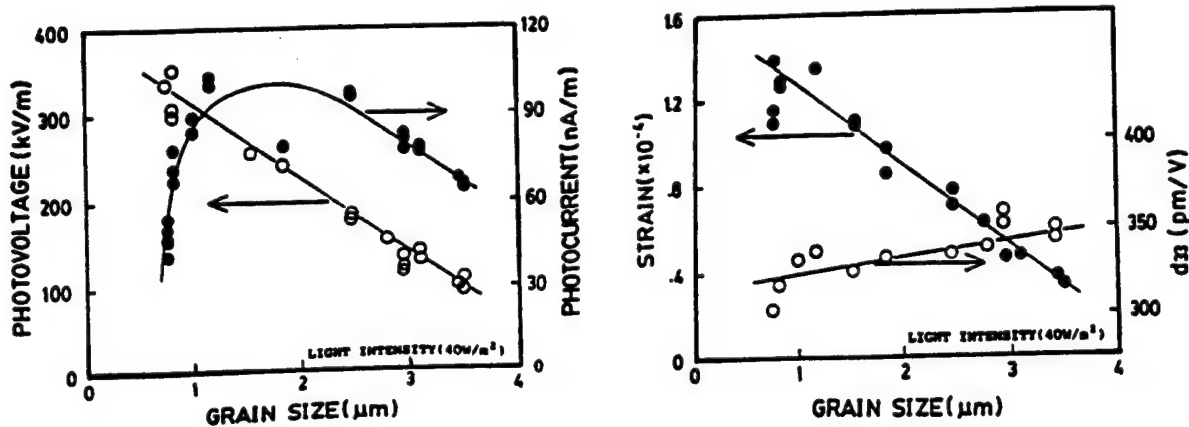 400
300
200
100
0
PHOTOVOLTAGE(kV/m)
120
90
60
30
0
PHOTOCURRENT(nA/m)
LIGHT INTENSITY(40W/m²)
0 1 2 3 4
GRAIN SIZE(μm)
1.6
1.2
.8
.4
0
STRAIN(×10⁻⁴)
400
350
300
d33 (pm/V)
LIGHT INTENSITY(40W/m²)
0 1 2 3 4
GRAIN SIZE(μm)